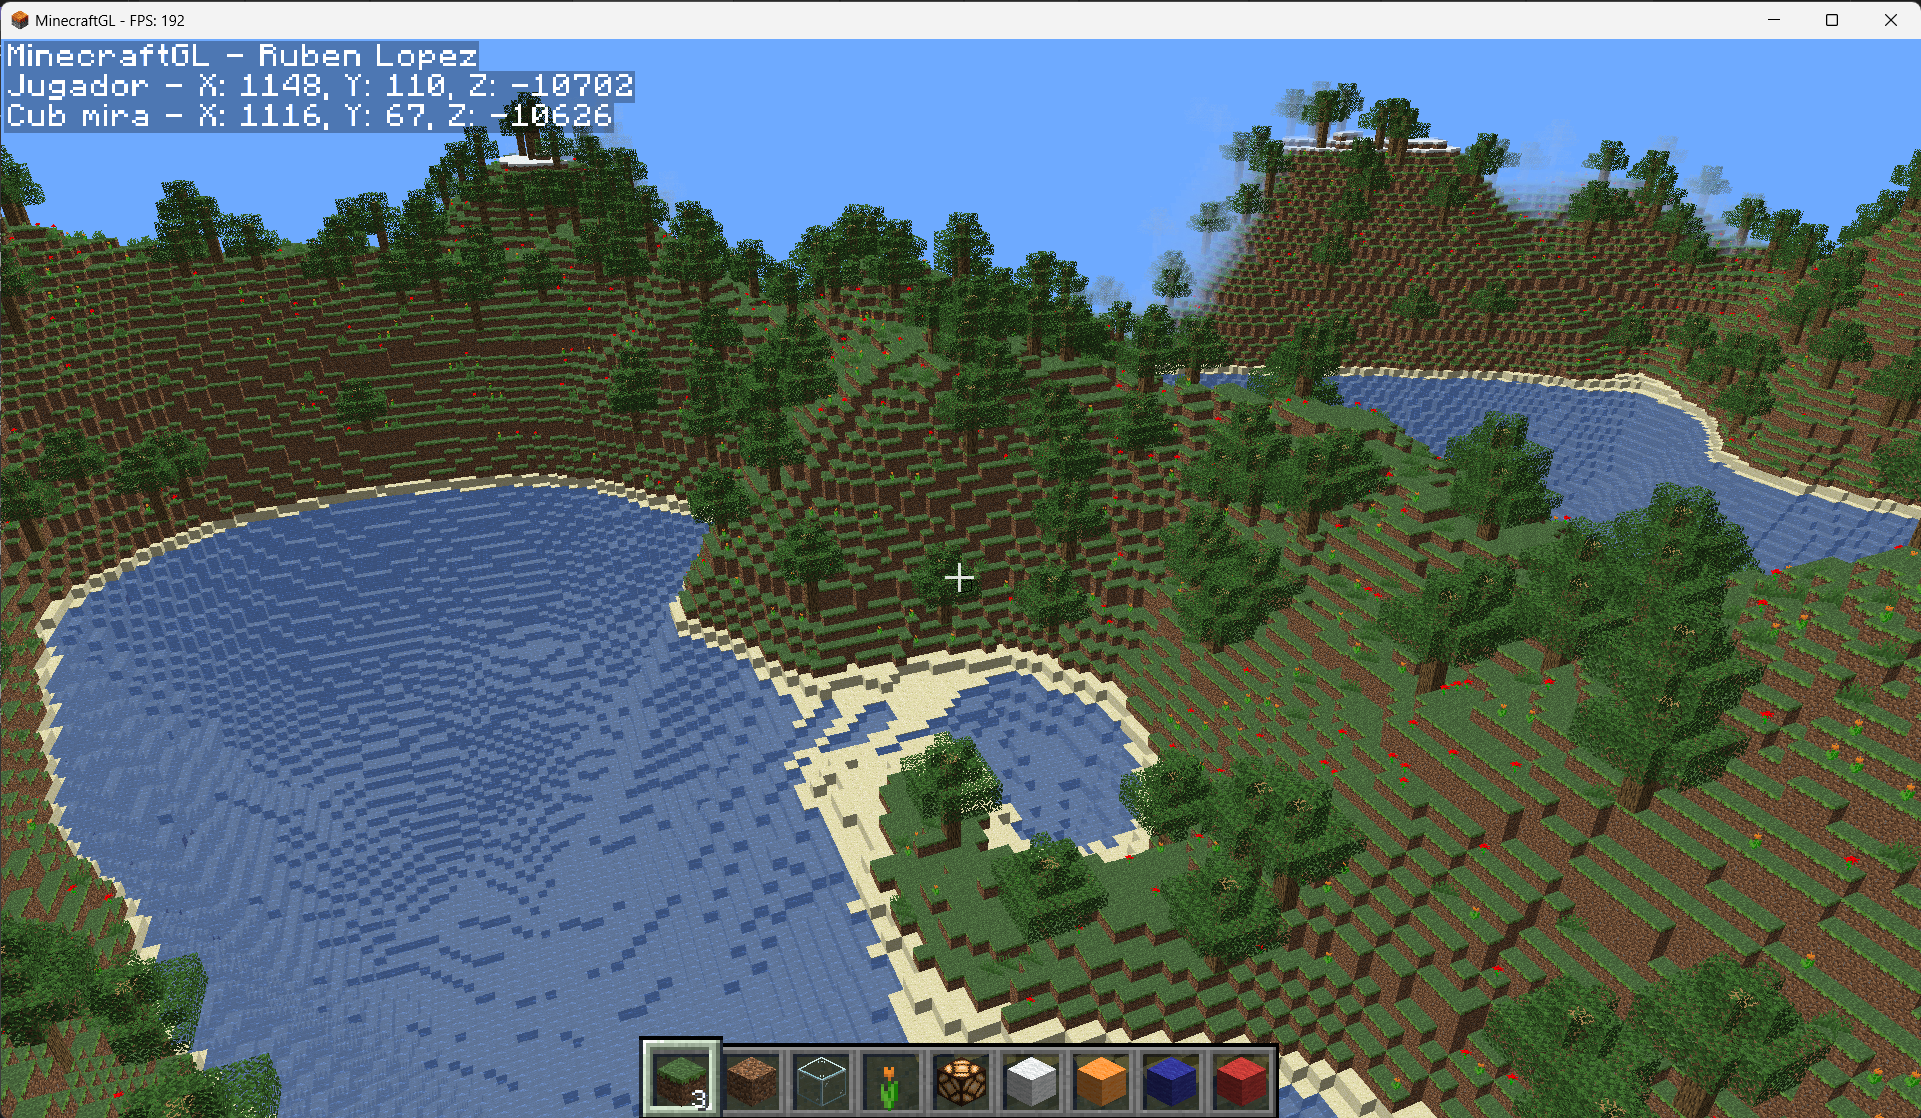 MinecraftGL - FPS: 192
MinecraftGL - Ruben Lopez
Jugador - X: 1148, Y: 110, Z: -10702
Cub mira - X: 1116, Y: 67, Z: -10626
3